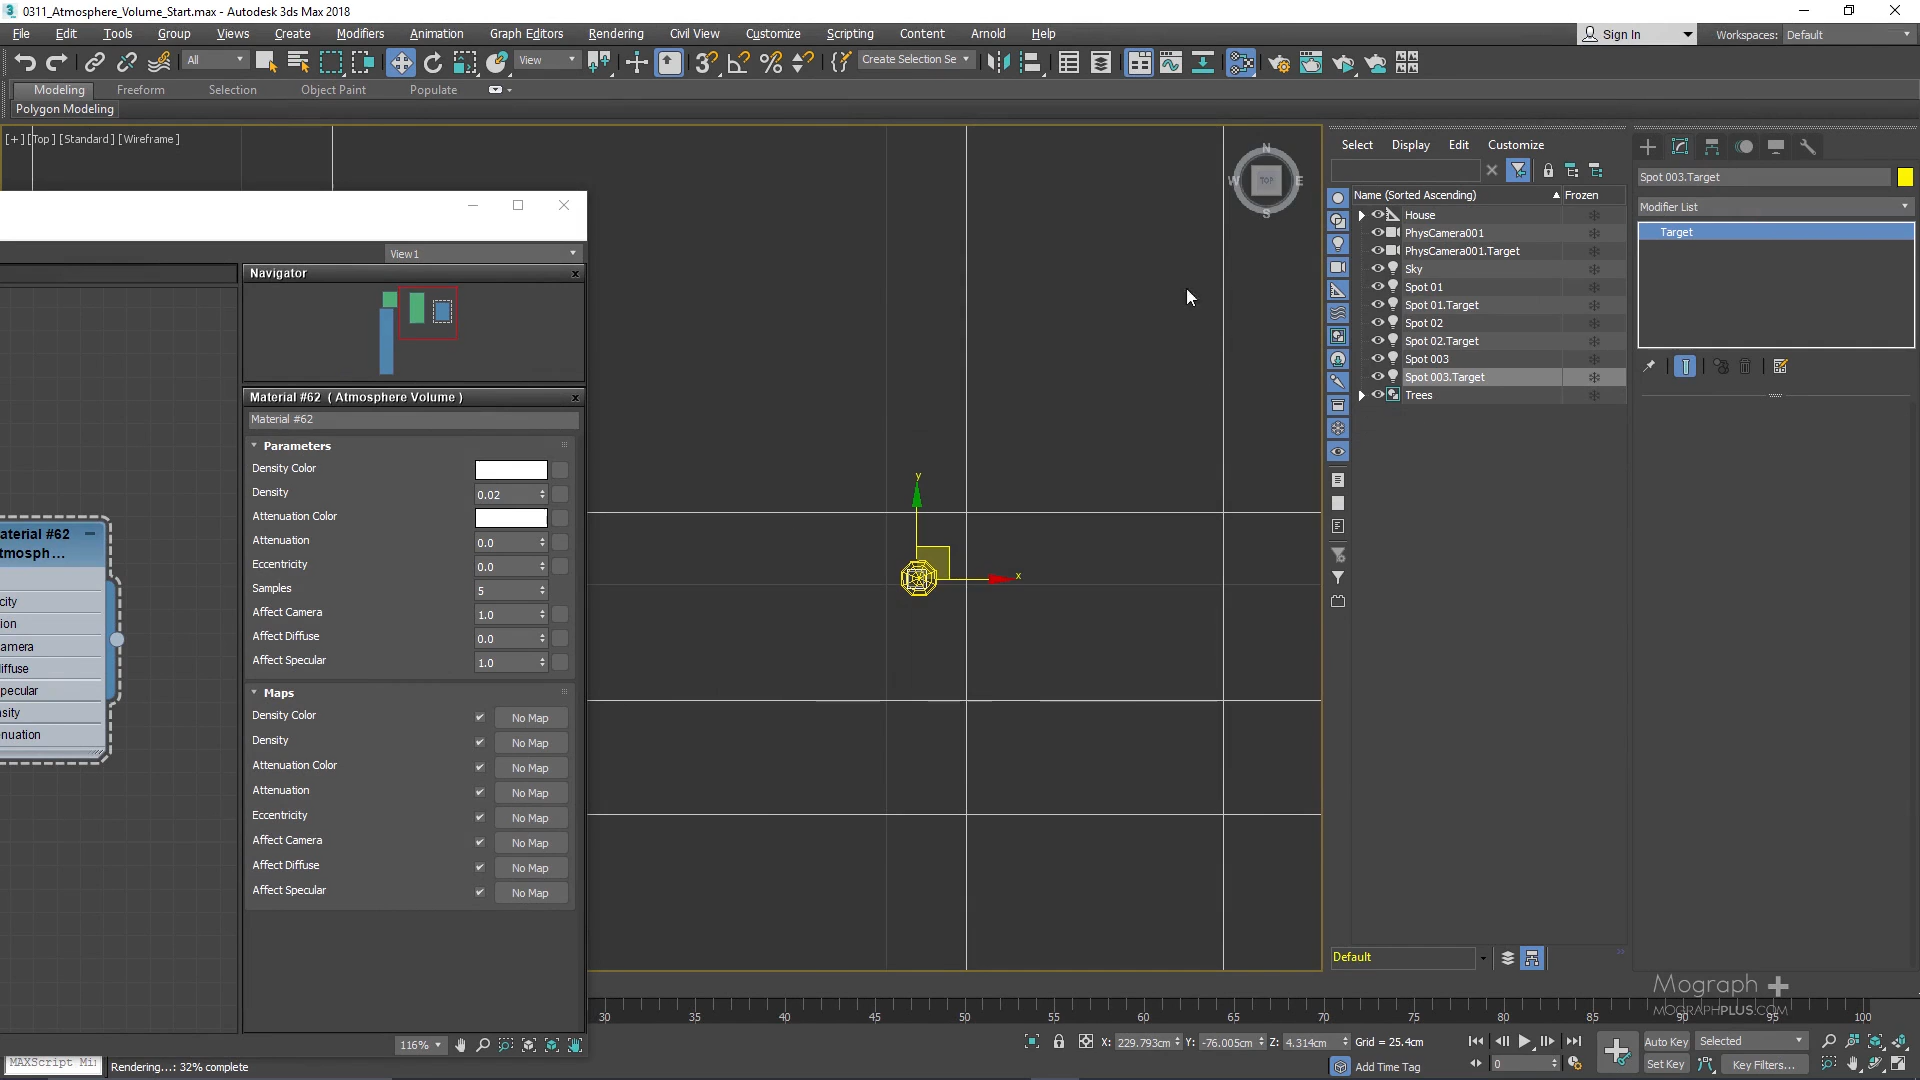 0311_Atmosphere_Volume_Start.max - Autodesk 3ds Max 2018
File Edit Tools Group Views Create Modifiers Animation Graph Editors Rendering Civil View Customize Scripting Content Arnold Help
Sign In
Workspaces: Default
All
View
Create Selection Se
Modeling Freeform Selection Object Paint Populate
Polygon Modeling
[+] [Top] [Standard] [Wireframe]
N
W TOP E
S
y
x
View1
Navigator
Material #62 ( Atmosphere Volume )
Material #62
Parameters
Density Color
Density 0.02
Attenuation Color
Attenuation 0.0
Eccentricity 0.0
Samples 5
Affect Camera 1.0
Affect Diffuse 0.0
Affect Specular 1.0
Maps
Density Color No Map
Density No Map
Attenuation Color No Map
Attenuation No Map
Eccentricity No Map
Affect Camera No Map
Affect Diffuse No Map
Affect Specular No Map
aterial #62
tmosph...
city
ion
amera
iffuse
pecular
sity
nuation
116%
Select Display Edit Customize
Name (Sorted Ascending) Frozen
House
PhysCamera001
PhysCamera001.Target
Sky
Spot 01
Spot 01.Target
Spot 02
Spot 02.Target
Spot 003
Spot 003.Target
Trees
Default
Spot 003.Target
Modifier List
Target
Mograph +
MOGRAPHPLUS.COM
30 35 40 45 50 55 60 65 70 75 80 85 90 95 100
X: 229.793cm Y: -76.005cm Z: 4.314cm Grid = 25.4cm
Add Time Tag
0
Auto Key Selected
Set Key Key Filters...
MAXScript Mi
Rendering...: 32% complete